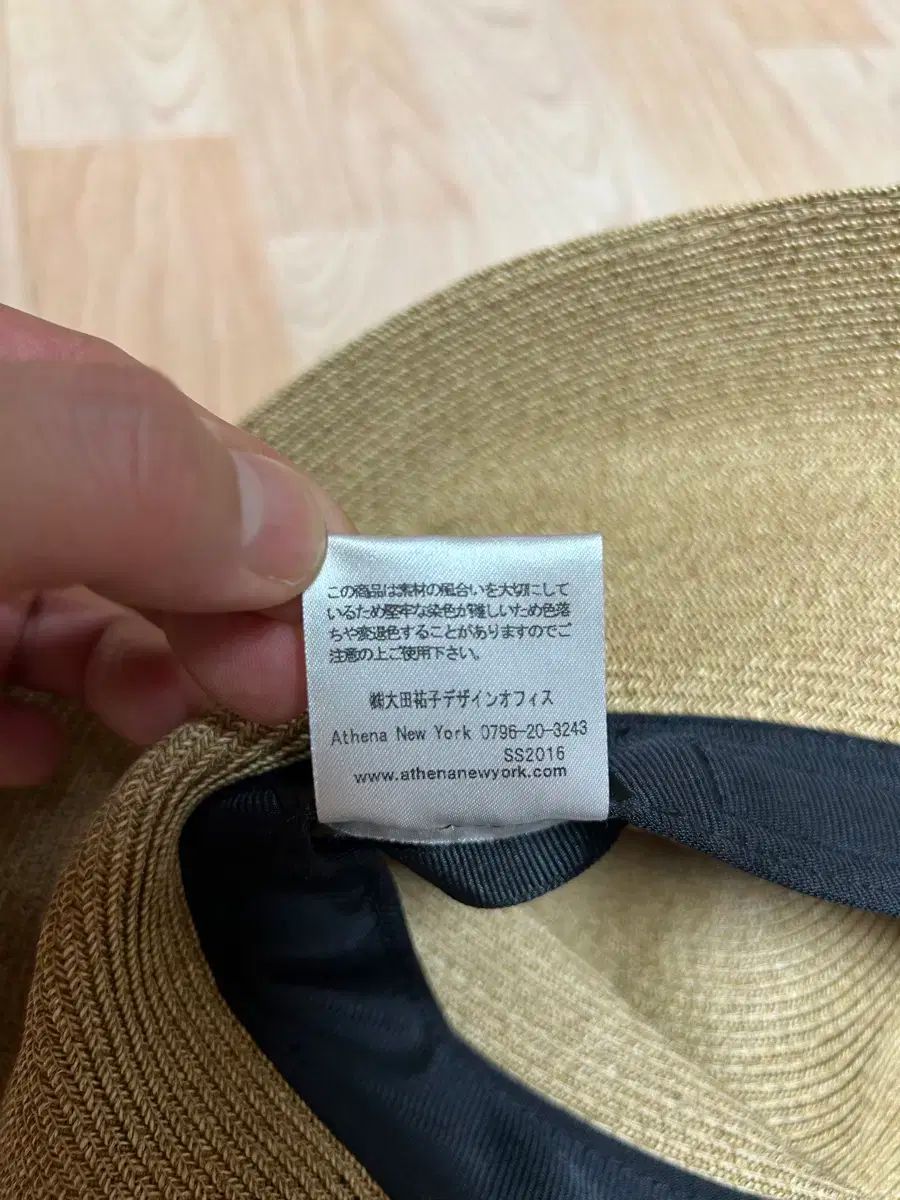 この商品は素材の風合いを大切にして
いるため堅牢な染色が難しいため色落
ちや変退色することがありますのでご
注意の上ご使用下さい。
㈱大田祐子デザインオフィス
Athena New York 0796-20-3243
SS2016
www.athenanewyork.com